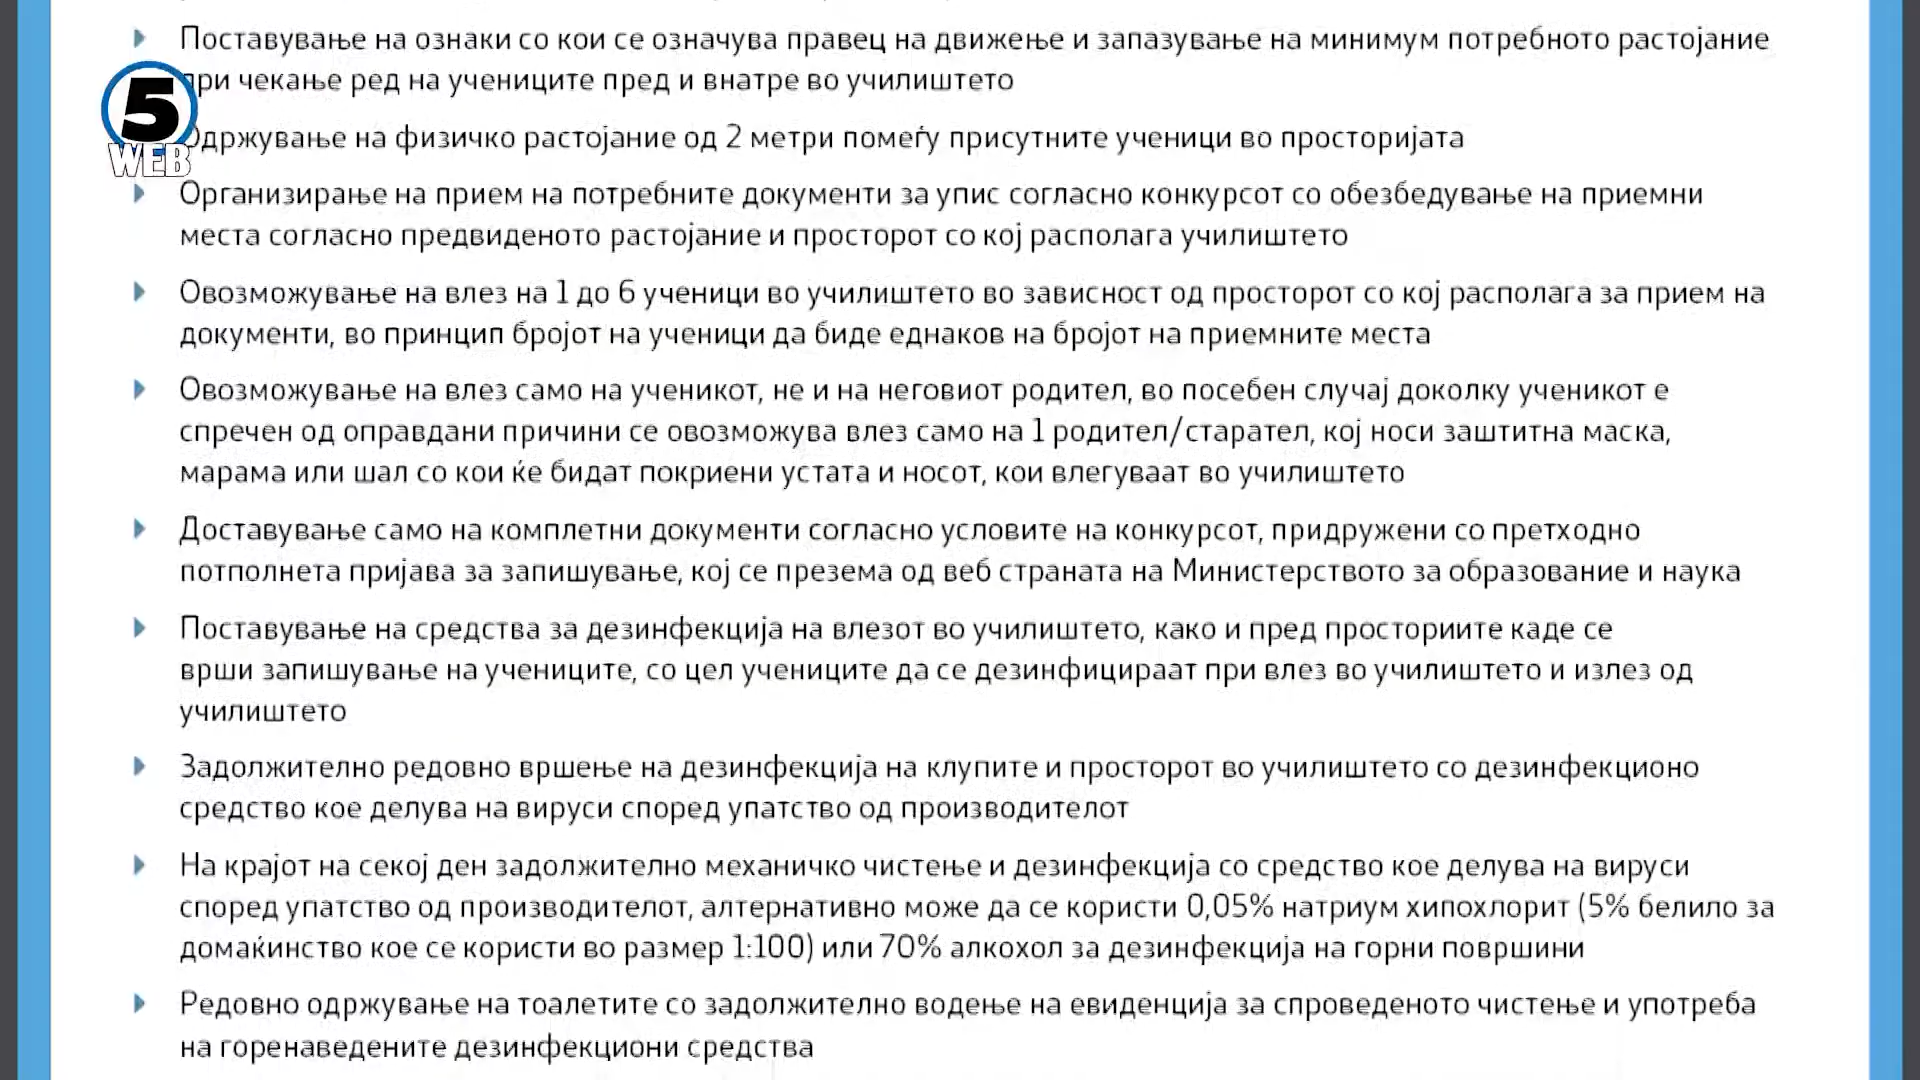 Поставување на ознаки со кои се означува правец на движење и запазување на минимум потребното растојание
при чекање ред на учениците пред и внатре во училиштето
5
WEB
Одржување на физичко растојание од 2 метри помеѓу присутните ученици во просторијата
Организирање на прием на потребните документи за упис согласно конкурсот со обезбедување на приемни
места согласно предвиденото растојание и просторот со кој располага училиштето
Овозможување на влез на 1 до 6 ученици во училиштето во зависност од просторот со кој располага за прием на
документи, во принцип бројот на ученици да биде еднаков на бројот на приемните места
Овозможување на влез само на ученикот, не и на неговиот родител, во посебен случај доколку ученикот е
спречен од оправдани причини се овозможува влез само на 1 родител/старател, кој носи заштитна маска,
марама или шал со кои ќе бидат покриени устата и носот, кои влегуваат во училиштето
Доставување само на комплетни документи согласно условите на конкурсот, придружени со претходно
потполнета пријава за запишување, кој се презема од веб страната на Министерството за образование и наука
Поставување на средства за дезинфекција на влезот во училиштето, како и пред просториите каде се
врши запишување на учениците, со цел учениците да се дезинфицираат при влез во училиштето и излез од
училиштето
Задолжително редовно вршење на дезинфекција на клупите и просторот во училиштето со дезинфекционо
средство кое делува на вируси според упатство од производителот
На крајот на секој ден задолжително механичко чистење и дезинфекција со средство кое делува на вируси
според упатство од производителот, алтернативно може да се користи 0,05% натриум хипохлорит (5% белило за
домаќинство кое се користи во размер 1:100) или 70% алкохол за дезинфекција на горни површини
Редовно одржување на тоалетите со задолжително водење на евиденција за спроведеното чистење и употреба
на горенаведените дезинфекциони средства